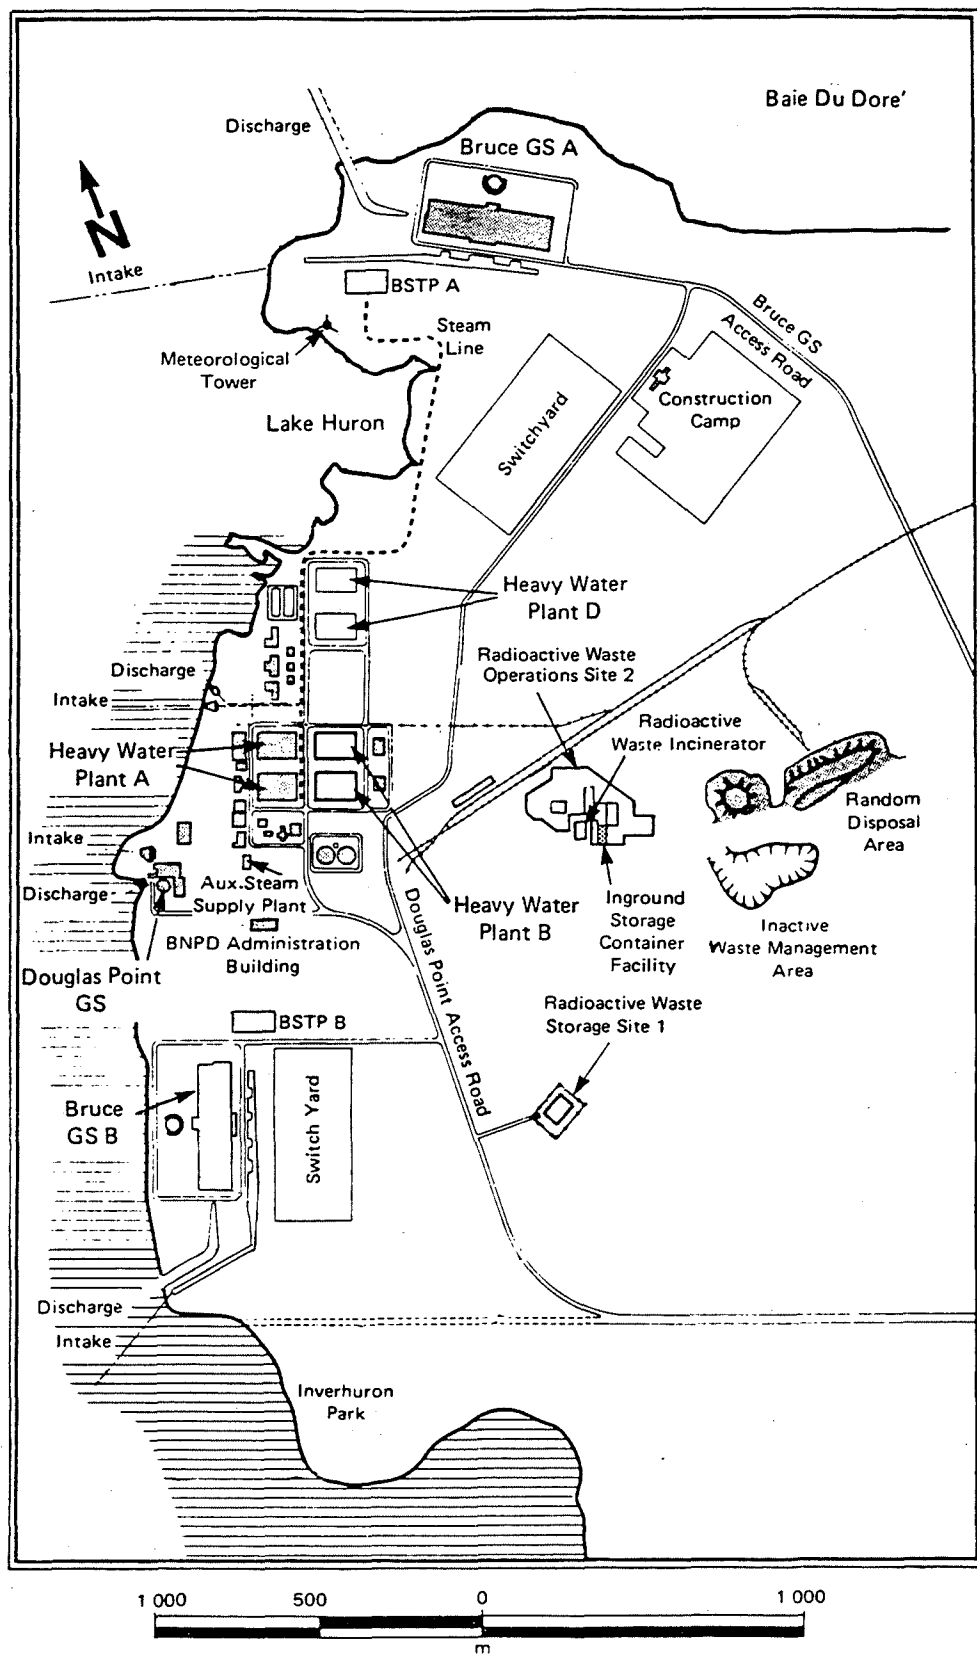 Baie Du Dore'
Discharge
Bruce GS A
N
Intake
BSTP A
Bruce GS
Access Road
Steam
Line
Meteorological
Tower
Construction
Camp
Lake Huron
Switchyard
Heavy Water
Plant D
Radioactive Waste
Operations Site 2
Discharge
Intake
Radioactive
Waste Incinerator
Heavy Water
Plant A
Random
Disposal
Area
Intake
Discharge
Aux. Steam
Supply Plant
Heavy Water
Plant B
Inground
Storage
Container
Facility
Inactive
Waste Management
Area
BNPD Administration
Building
Douglas Point
GS
Douglas Point Access Road
Radioactive Waste
Storage Site 1
BSTP B
Bruce
GS B
Switch Yard
Discharge
Intake
Inverhuron
Park
1 000 500 0 1 000
m